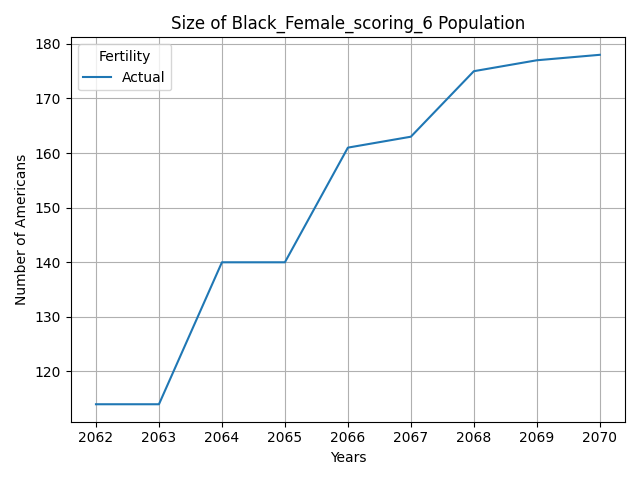 Size of Black_Female_scoring_6 Population
Fertility
Actual
Number of Americans
180
170
160
150
140
130
120
2062 2063 2064 2065 2066 2067 2068 2069 2070
Years